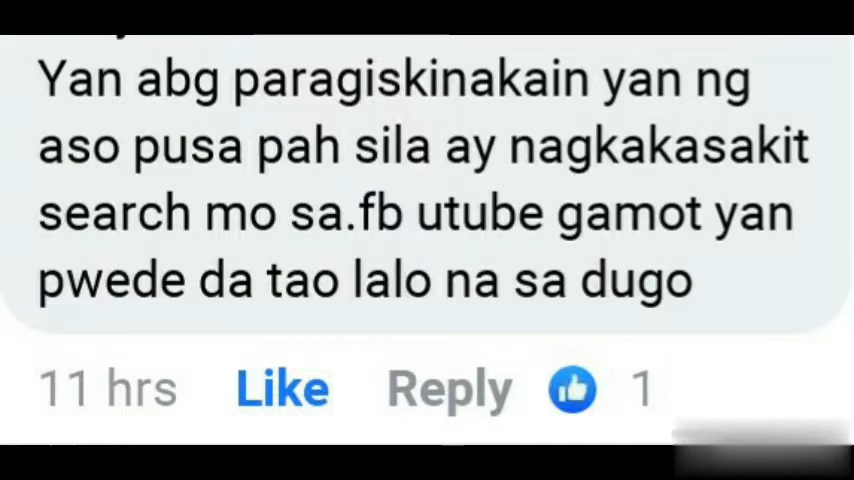 Yan abg paragiskinakain yan ng
aso pusa pah sila ay nagkakasakit
search mo sa.fb utube gamot yan
pwede da tao lalo na sa dugo
11 hrs Like Reply 1